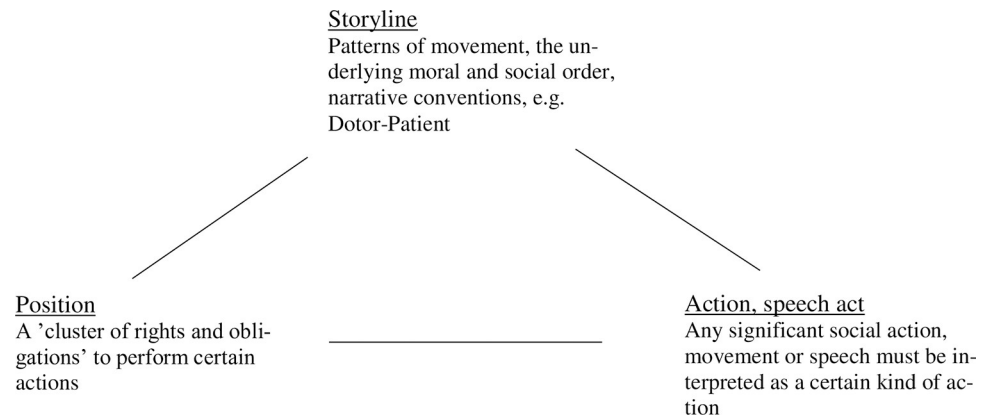 Storyline
Patterns of movement, the un-
derlying moral and social order,
narrative conventions, e.g.
Dotor-Patient
Position
A ’cluster of rights and obli-
gations’ to perform certain
actions
Action, speech act
Any significant social action,
movement or speech must be in-
terpreted as a certain kind of ac-
tion